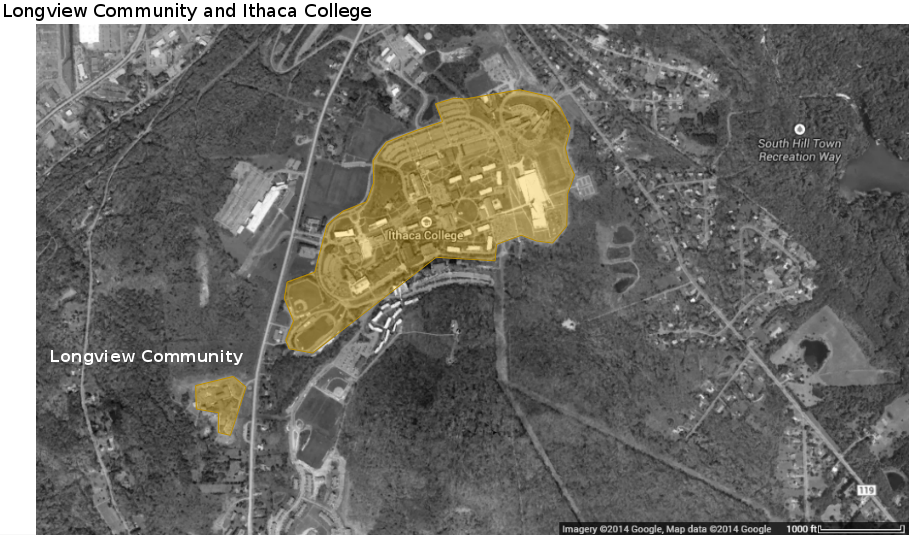 Longview Community and Ithaca College
South Hill Town
Recreation Way
Ithaca College
Longview Community
119
Imagery ©2014 Google, Map data ©2014 Google 1000 ft